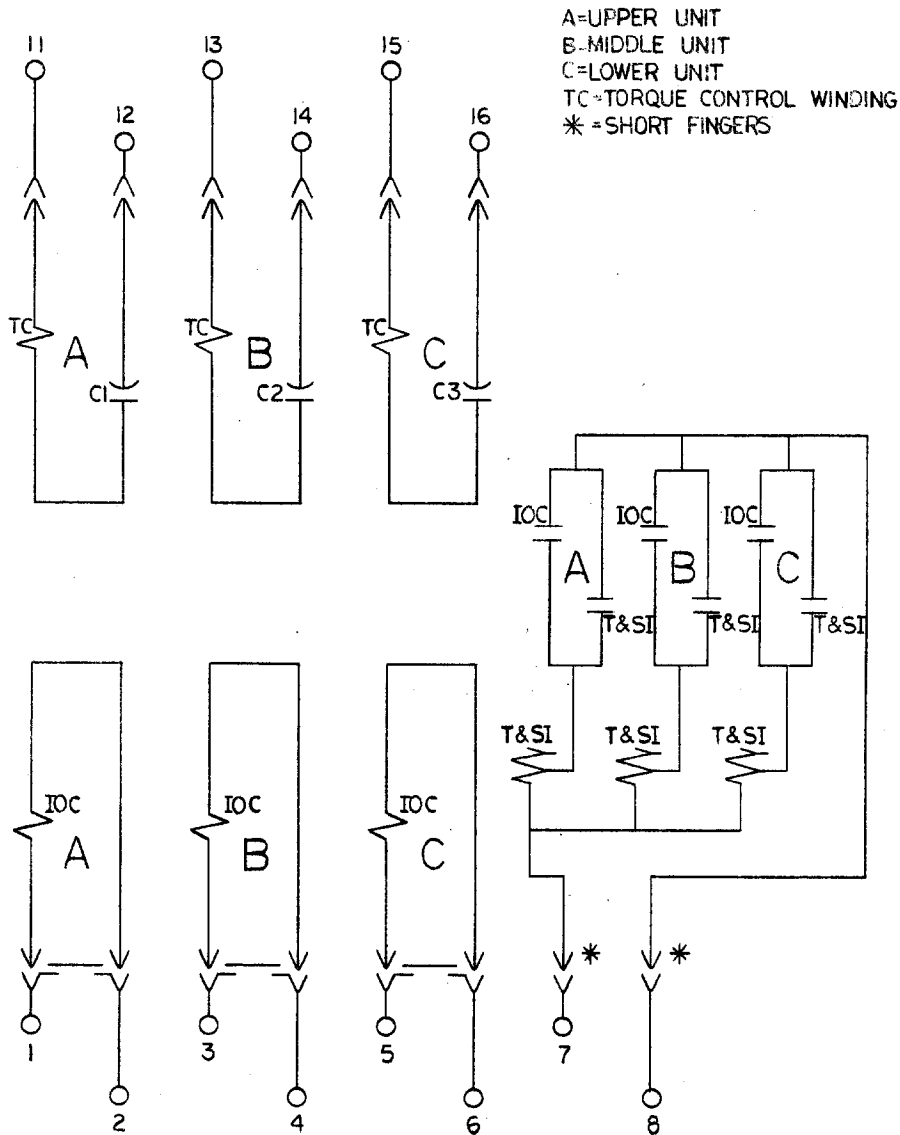 A=UPPER UNIT
B-MIDDLE UNIT
C=LOWER UNIT
TC=TORQUE CONTROL WINDING
* =SHORT FINGERS
11
13
15
12
14
16
TC
TC
TC
A
B
C
C1
C2
C3
IOC
IOC
IOC
A
B
C
T&SI
T&SI
T&SI
T&SI
T&SI
T&SI
IOC
IOC
IOC
A
B
C
*
*
1
3
5
7
2
4
6
8